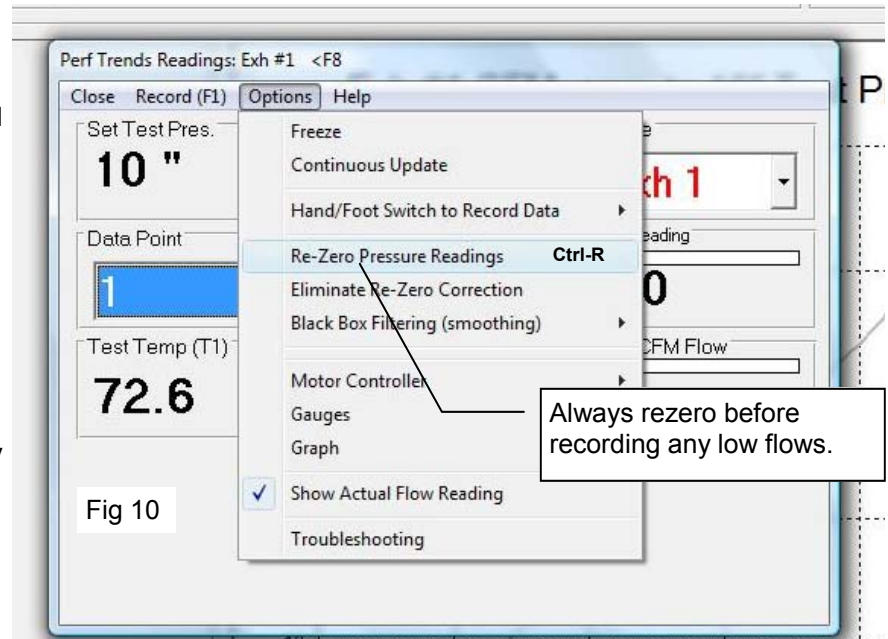 Perf Trends Readings: Exh #1 <F8
Close Record (F1) Options Help
Set Test Pres.
10 "
Data Point
1
Test Temp (T1)
72.6
Fig 10
Freeze
Continuous Update
Hand/Foot Switch to Record Data
Re-Zero Pressure Readings Ctrl-R
Eliminate Re-Zero Correction
Black Box Filtering (smoothing)
Motor Controller
Gauges
Graph
Show Actual Flow Reading
Troubleshooting
xh 1
eading
0
CFM Flow
Always rezero before
recording any low flows.
t P